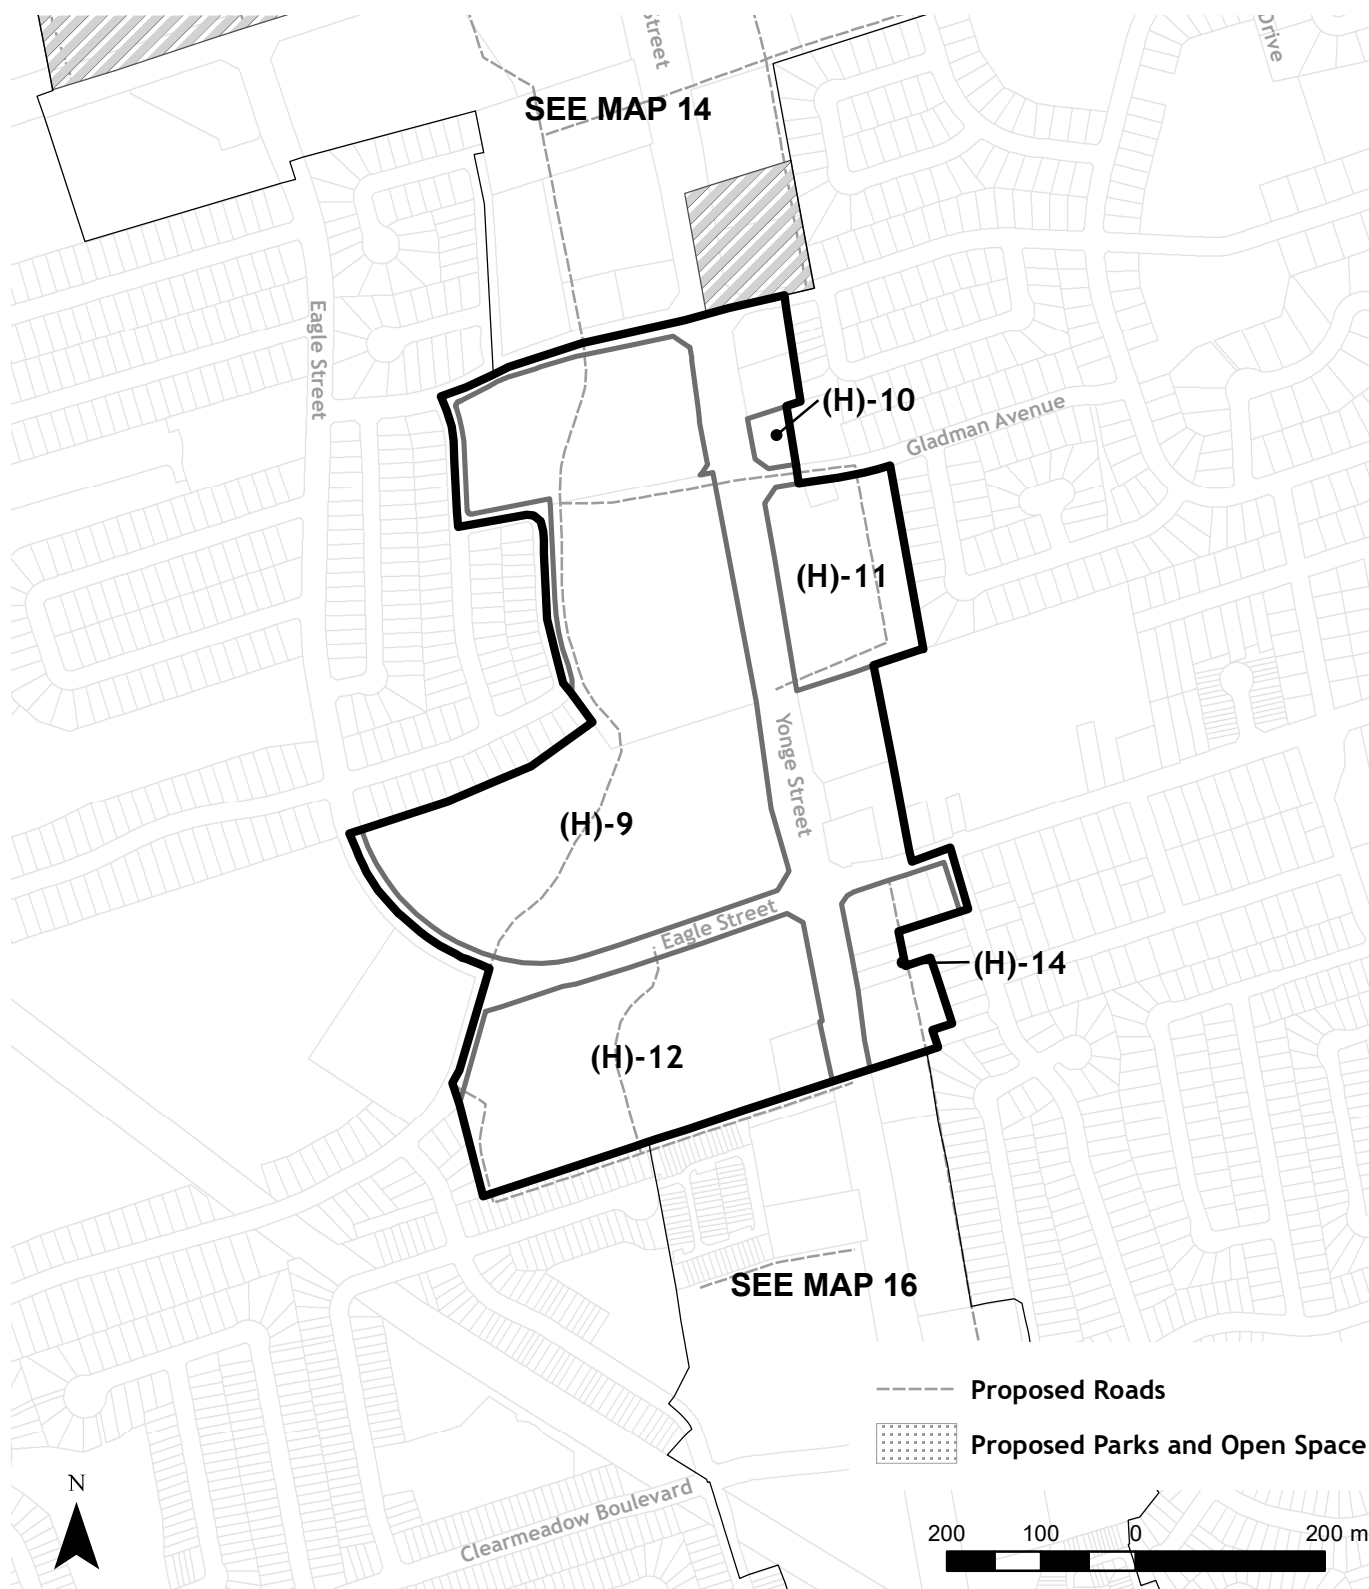 Street
Drive
SEE MAP 14
Eagle Street
(H)-10
Gladman Avenue
(H)-11
Yonge Street
(H)-9
Eagle Street
(H)-14
(H)-12
SEE MAP 16
Proposed Roads
Proposed Parks and Open Space
N
Clearmeadow Boulevard
200 100 0 200 m